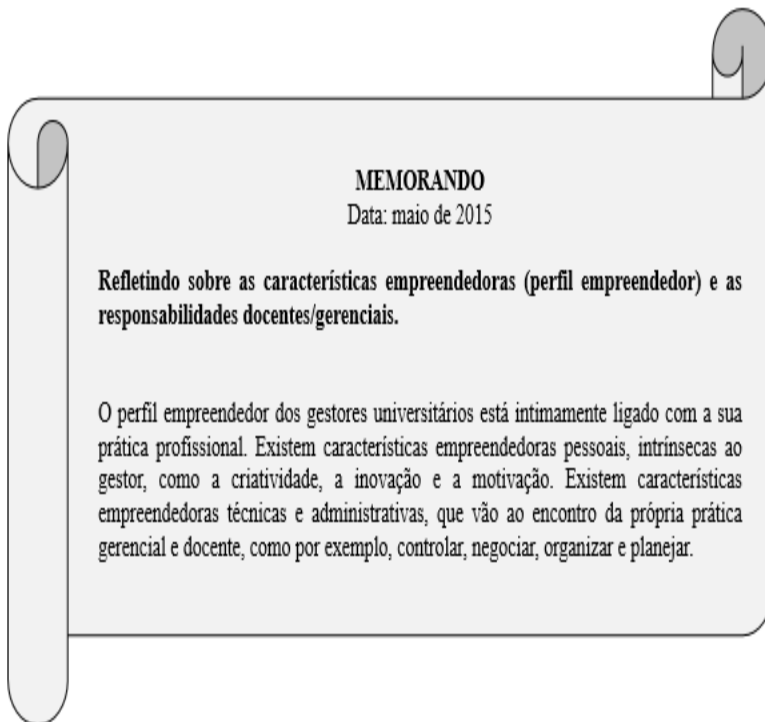 MEMORANDO
Data: maio de 2015
Refletindo sobre as características empreendedoras (perfil empreendedor) e as
responsabilidades docentes/gerenciais.
O perfil empreendedor dos gestores universitários está intimamente ligado com a sua
prática profissional. Existem características empreendedoras pessoais, intrínsecas ao
gestor, como a criatividade, a inovação e a motivação. Existem características
empreendedoras técnicas e administrativas, que vão ao encontro da própria prática
gerencial e docente, como por exemplo, controlar, negociar, organizar e planejar.